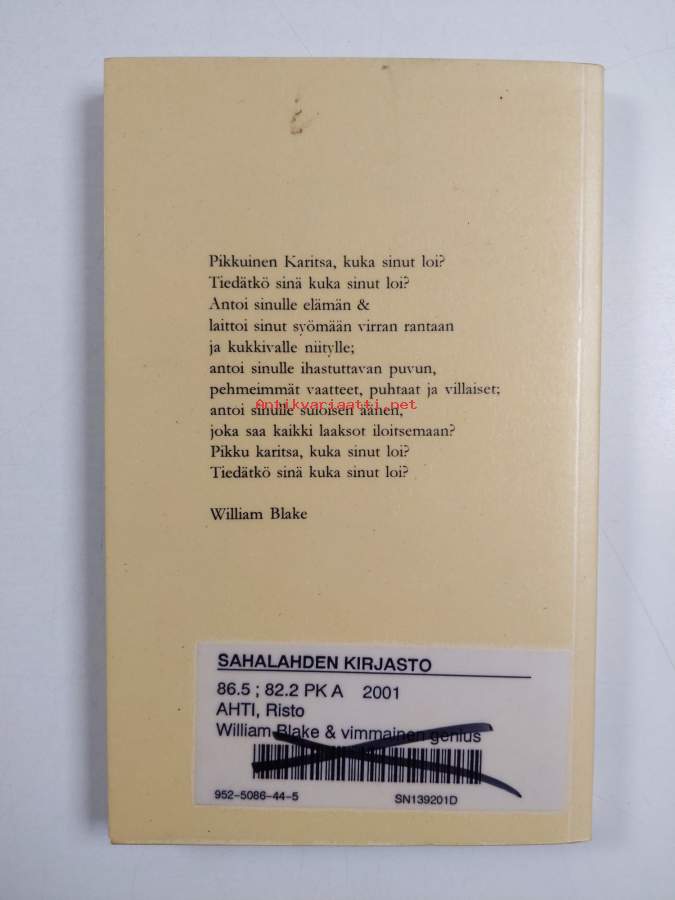 Pikkuinen Karitsa, kuka sinut loi?
Tiedätkö sinä kuka sinut loi?
Antoi sinulle elämän &
laittoi sinut syömään virran rantaan
ja kukkivalle niitylle;
antoi sinulle ihastuttavan puvun,
pehmeimmät vaatteet, puhtaat ja villaiset;
Antikvariaatti.net
antoi sinulle suloisen äänen,
joka saa kaikki laaksot iloitsemaan?
Pikku karitsa, kuka sinut loi?
Tiedätkö sinä kuka sinut loi?
William Blake
SAHALAHDEN KIRJASTO
86.5 ; 82.2 PK A 2001
AHTI, Risto
William Blake & vimmainen genius
952-5086-44-5 SN139201D